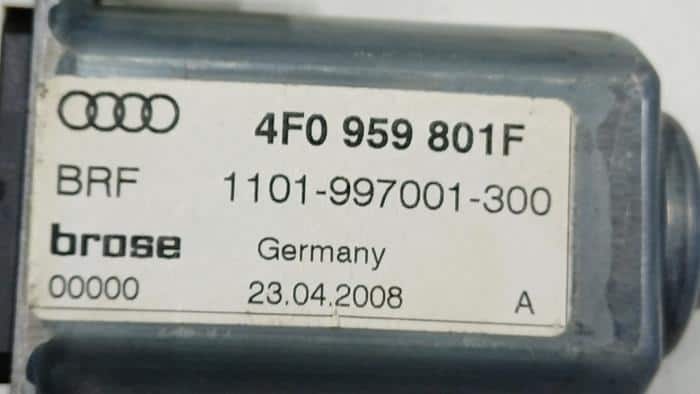 4F0 959 801F
BRF 1101-997001-300
brose Germany
00000 23.04.2008 A